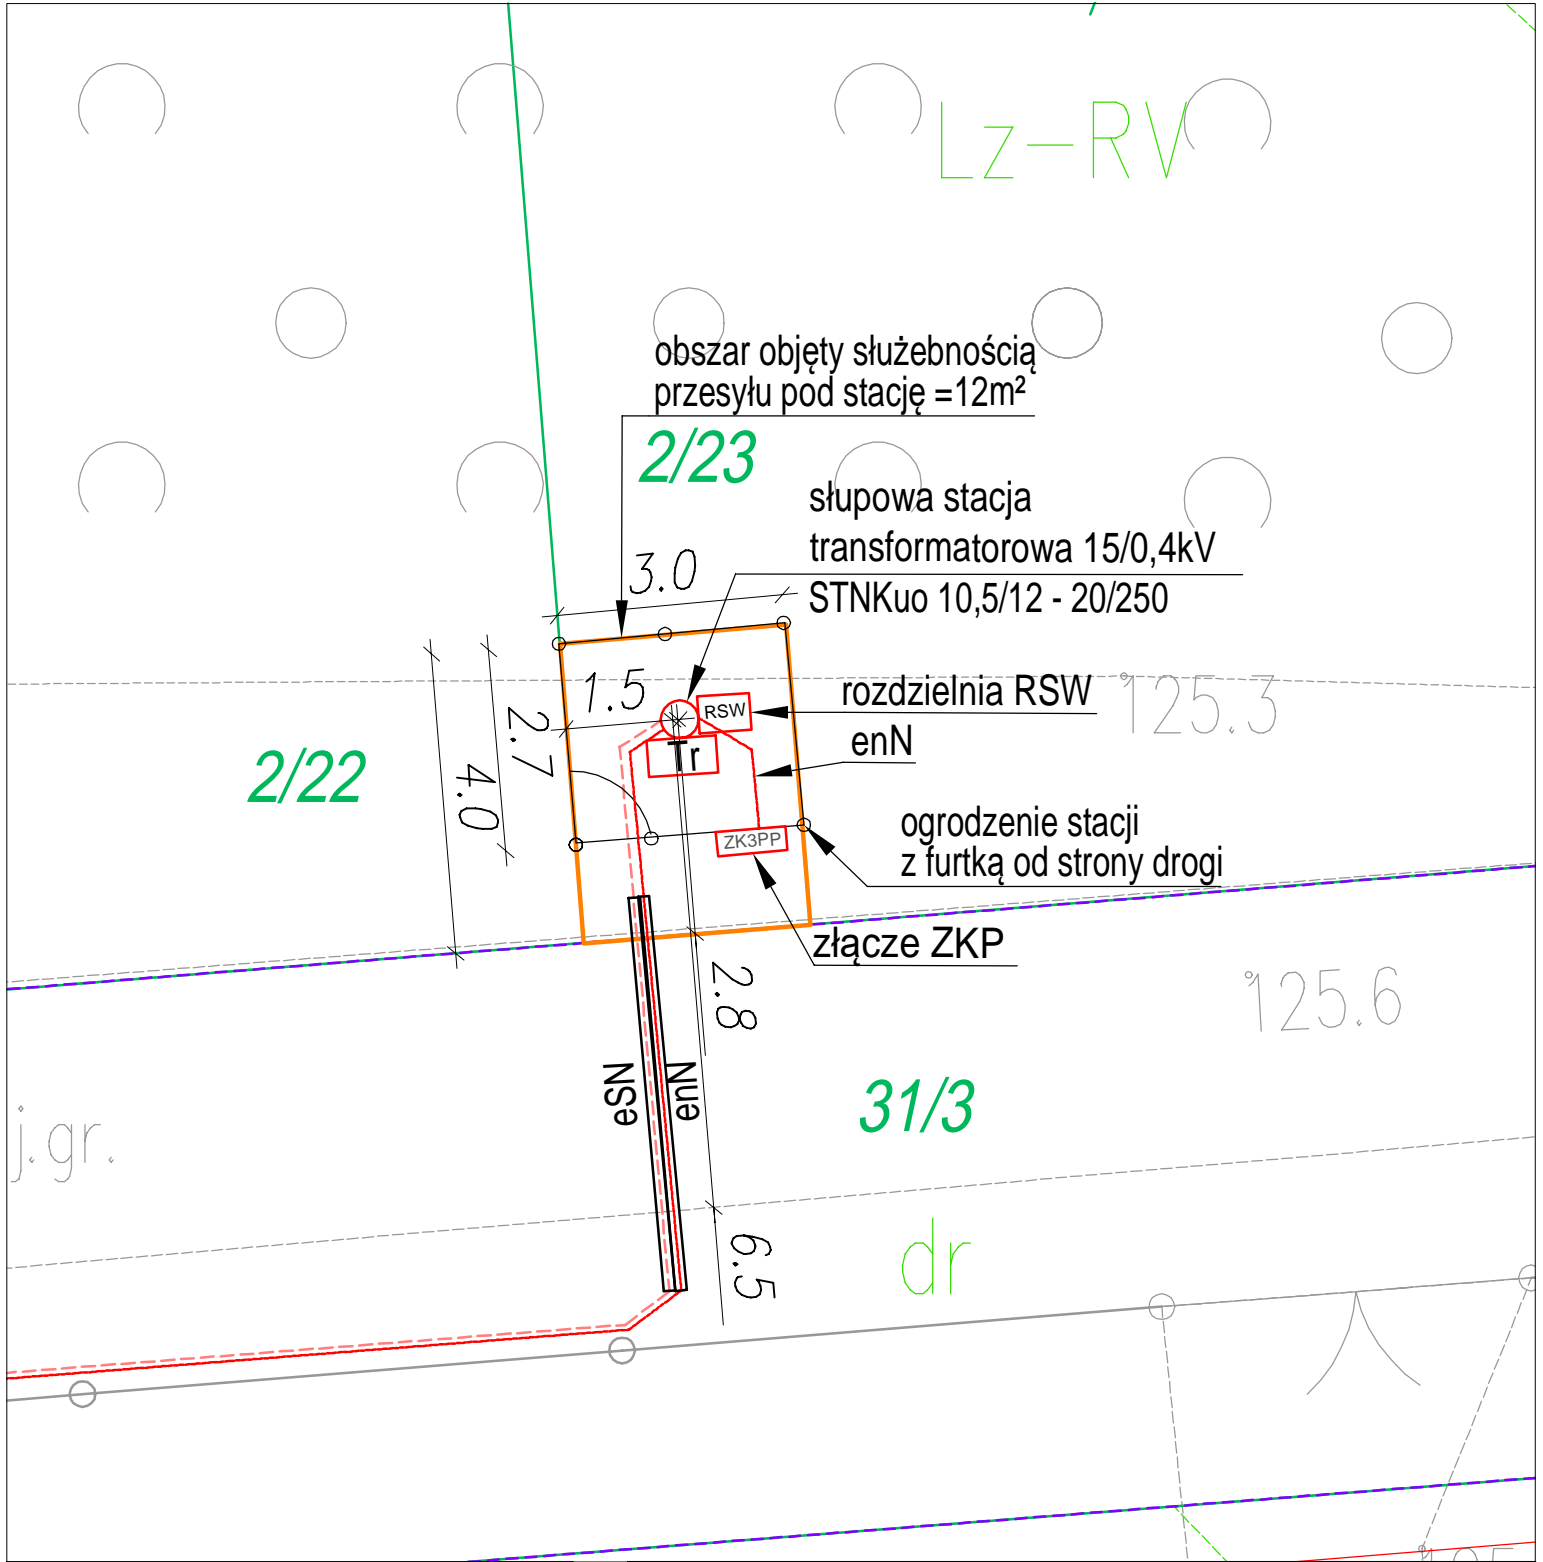 Lz-RV
obszar objęty służebnością
przesyłu pod stację =12m²
2/23
słupowa stacja
transformatorowa 15/0,4kV
STNKuo 10,5/12 - 20/250
3.0
1.5
2.7
4.0
RSW
Tr
rozdzielnia RSW
125.3
enN
2/22
ZK3PP
ogrodzenie stacji
z furtką od strony drogi
złącze ZKP
2.8
125.6
eSN
enN
31/3
j.gr.
6.5
dr